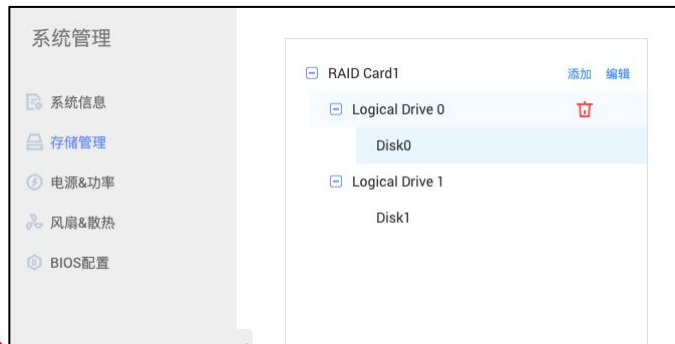 系统管理
系统信息
存储管理
电源&功率
风扇&散热
BIOS配置
RAID Card1 添加 编辑
Logical Drive 0
Disk0
Logical Drive 1
Disk1